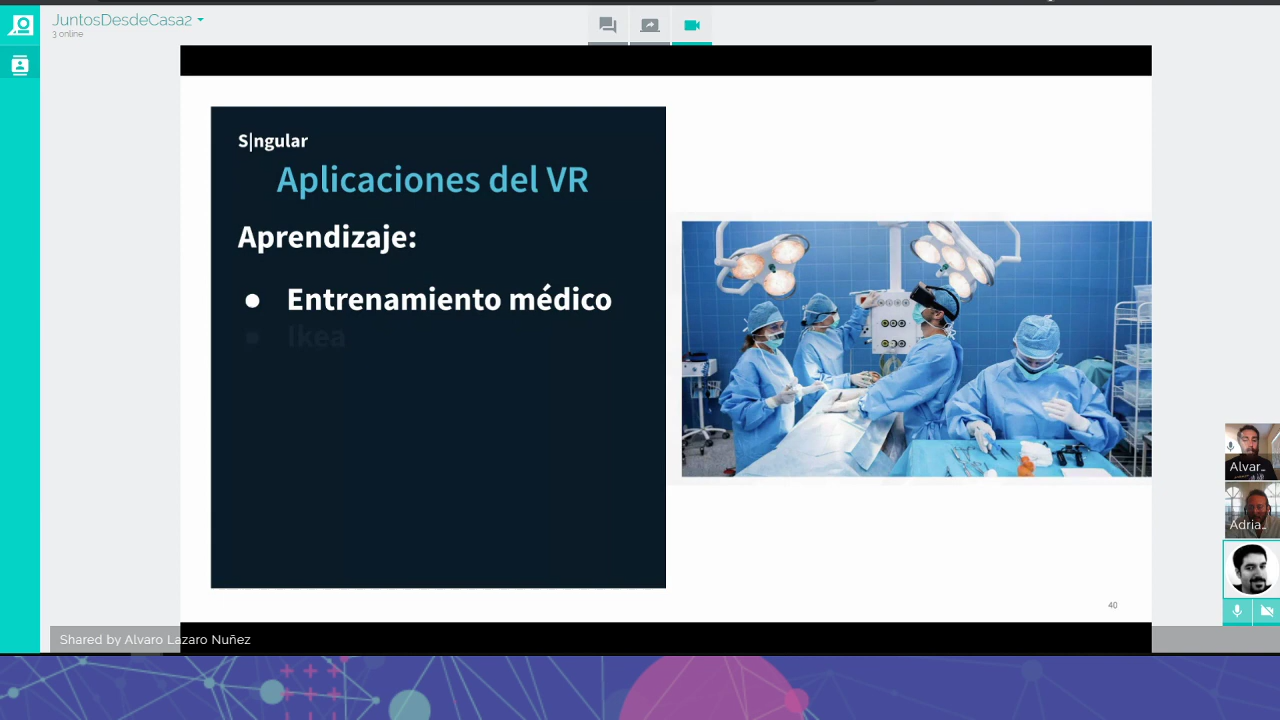 JuntosDesdeCasa2
3 online
S|ngular
Aplicaciones del VR
Aprendizaje:
● Entrenamiento médico
● Ikea
40
Alvar...
Adria...
Shared by Alvaro Lazaro Nuñez